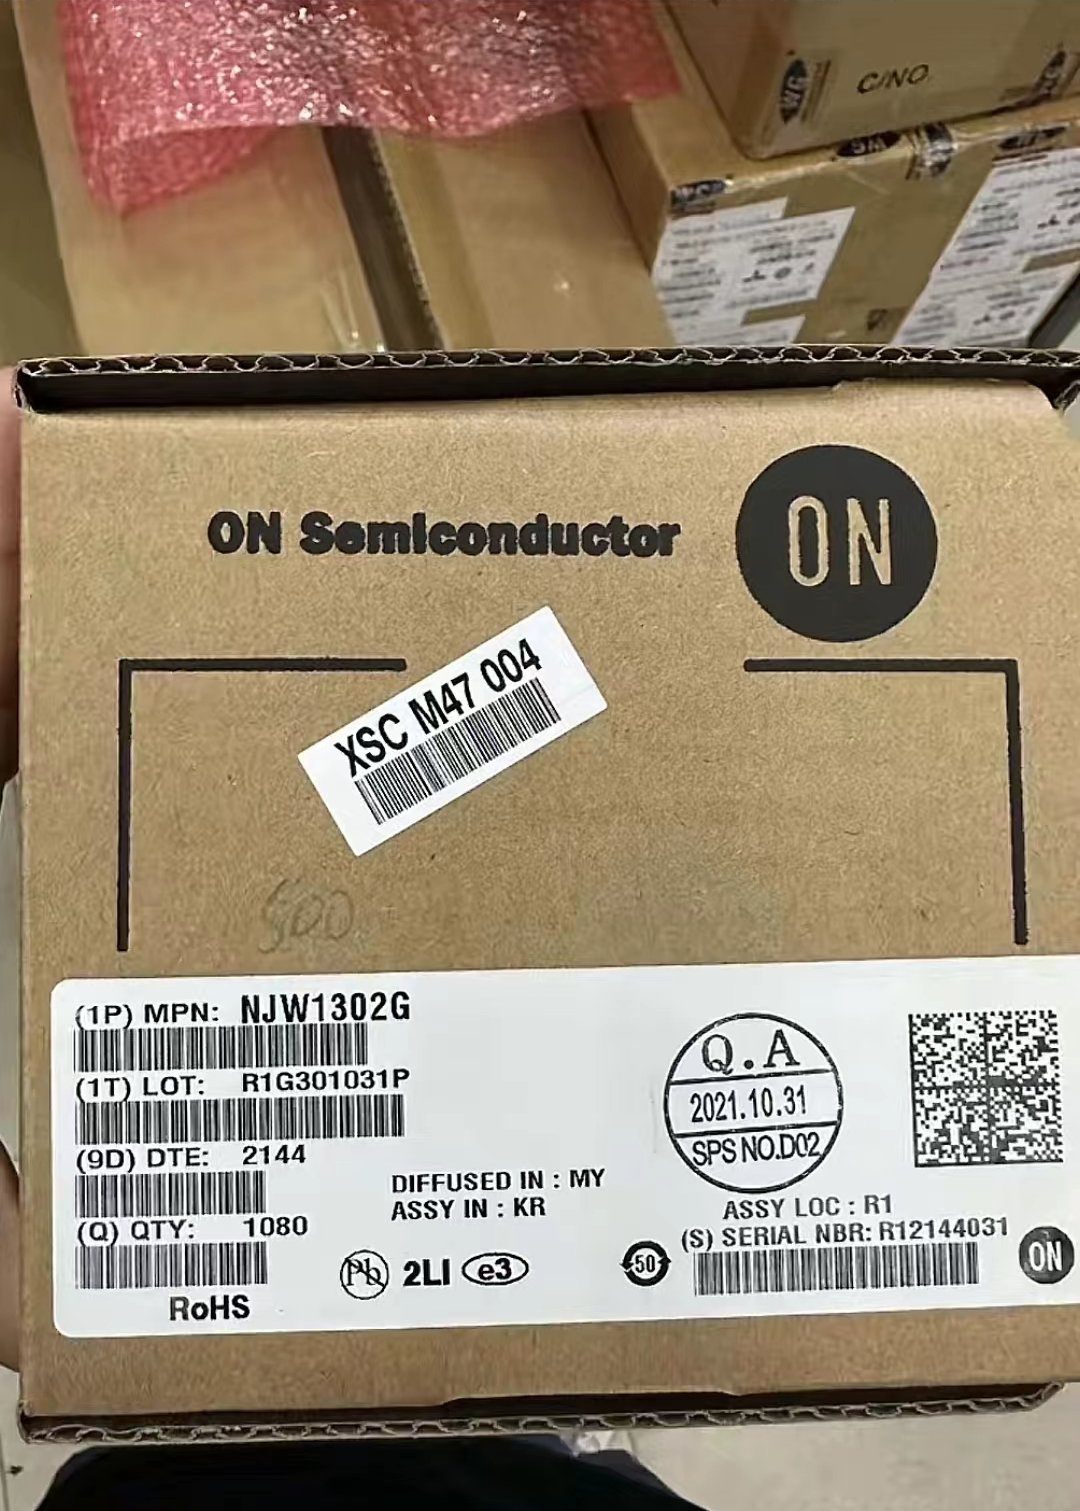 C/NO.
WG
WG
ON Semiconductor
ON
XSC M47 004
500
(1P) MPN: NJW1302G
(1T) LOT: R1G301031P
(9D) DTE: 2144
(Q) QTY: 1080
RoHS
DIFFUSED IN : MY
ASSY IN : KR
Pb 2LI e3
Q.A
2021.10.31
SPS NO.D02
ASSY LOC : R1
(S) SERIAL NBR: R12144031
50
ON